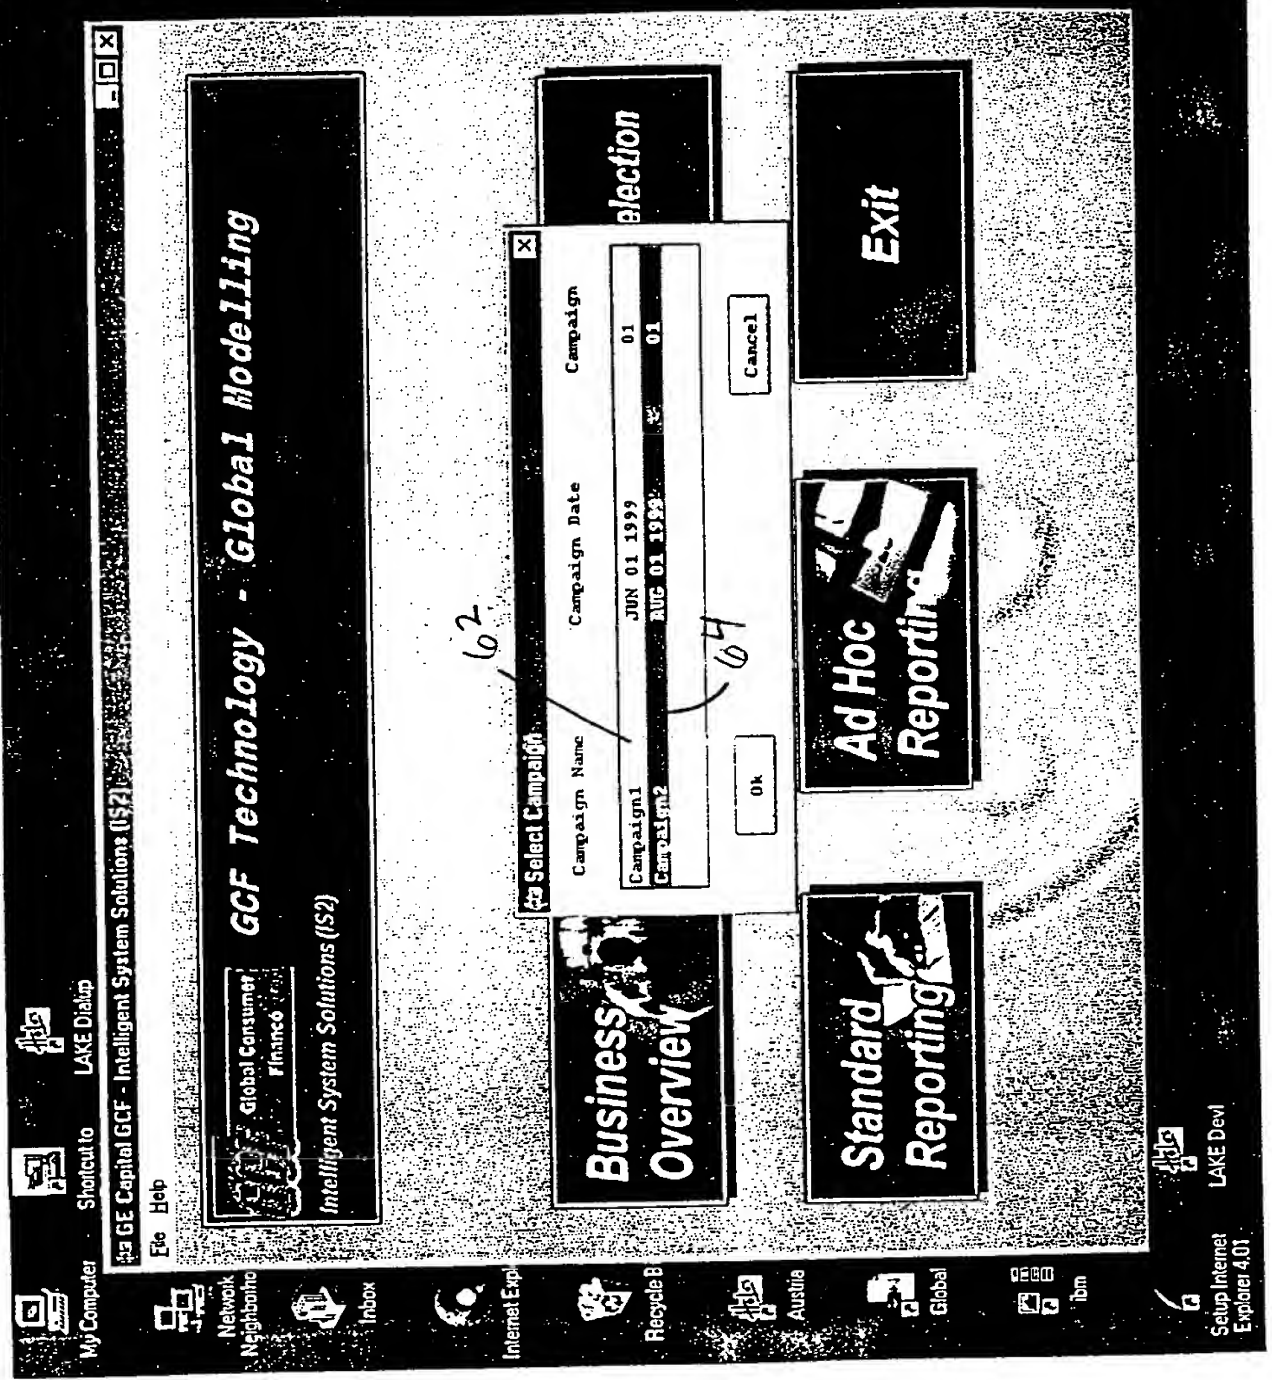 My Computer
Shortcut to
LAKE Dialup
GE Capital GCF - Intelligent System Solutions (IS2)
File Help
Global Consumer
Finance
GCF Technology - Global Modelling
Intelligent System Solutions (IS2)
Network
Neighborho
Inbox
Internet Expl
Recycle B
Austria
Global
ibm
Setup Internet
Explorer 4.01
LAKE Devl
62
Select Campaign
Campaign Name Campaign Date Campaign
Campaign1 JUN 01 1999 01
Campaign2 AUG 01 1999 01
64
Ok Cancel
Business
Overview
election
Standard
Reporting
Ad Hoc
Reporting
Exit